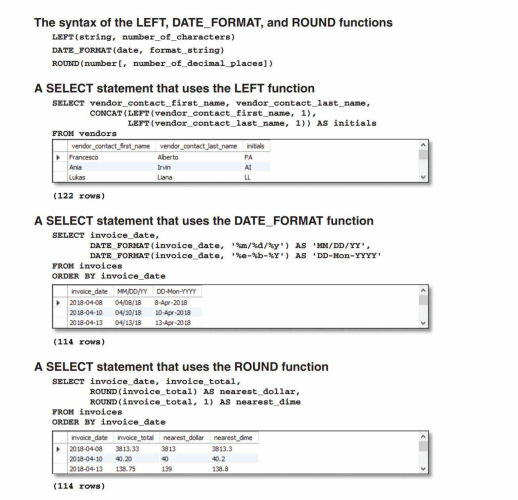 The syntax of the LEFT, DATE_FORMAT, and ROUND functions
LEFT(string, number_of_characters)
DATE_FORMAT(date, format_string)
ROUND(number[, number_of_decimal_places])
A SELECT statement that uses the LEFT function
SELECT vendor_contact_first_name, vendor_contact_last_name,
CONCAT(LEFT(vendor_contact_first_name, 1),
LEFT(vendor_contact_last_name, 1)) AS initials
FROM vendors
vendor_contact_first_name vendor_contact_last_name initials
Francesco Alberto FA
Ania Irvin AI
Lukas Liana LL
(122 rows)
A SELECT statement that uses the DATE_FORMAT function
SELECT invoice_date,
DATE_FORMAT(invoice_date, '%m/%d/%y') AS 'MM/DD/YY',
DATE_FORMAT(invoice_date, '%e-%b-%Y') AS 'DD-Mon-YYYY'
FROM invoices
ORDER BY invoice_date
invoice_date MM/DD/YY DD-Mon-YYYY
2018-04-08 04/08/18 8-Apr-2018
2018-04-10 04/10/18 10-Apr-2018
2018-04-13 04/13/18 13-Apr-2018
(114 rows)
A SELECT statement that uses the ROUND function
SELECT invoice_date, invoice_total,
ROUND(invoice_total) AS nearest_dollar,
ROUND(invoice_total, 1) AS nearest_dime
FROM invoices
ORDER BY invoice_date
invoice_date invoice_total nearest_dollar nearest_dime
2018-04-08 3813.33 3813 3813.3
2018-04-10 40.20 40 40.2
2018-04-13 138.75 139 138.8
(114 rows)